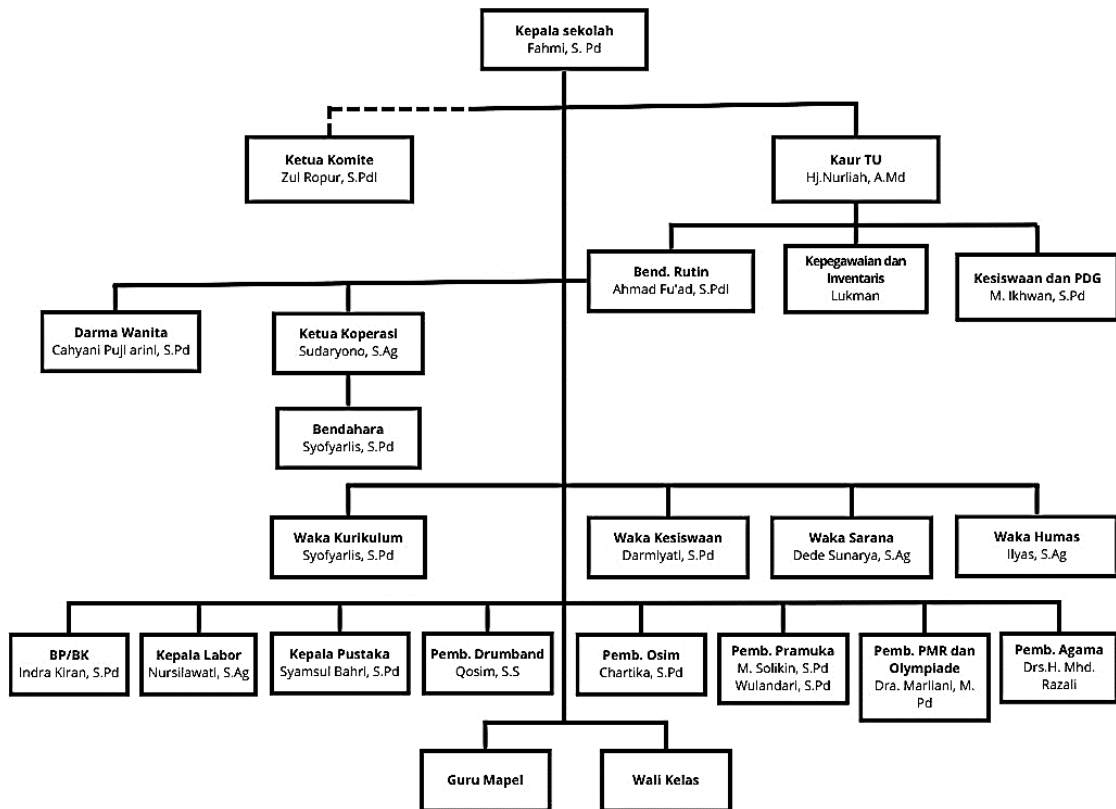 Kepala sekolah
Fahmi, S. Pd
Ketua Komite
Zul Ropur, S.PdI
Kaur TU
Hj.Nurliah, A.Md
Bend. Rutin
Ahmad Fu'ad, S.PdI
Kepegawaian dan
Inventaris
Lukman
Kesiswaan dan PDG
M. Ikhwan, S.Pd
Darma Wanita
Cahyani Puji arini, S.Pd
Ketua Koperasi
Sudaryono, S.Ag
Bendahara
Syofyarlis, S.Pd
Waka Kurikulum
Syofyarlis, S.Pd
Waka Kesiswaan
Darmiyati, S.Pd
Waka Sarana
Dede Sunarya, S.Ag
Waka Humas
Ilyas, S.Ag
BP/BK
Indra Kiran, S.Pd
Kepala Labor
Nursilawati, S.Ag
Kepala Pustaka
Syamsul Bahri, S.Pd
Pemb. Drumband
Qosim, S.S
Pemb. Osim
Chartika, S.Pd
Pemb. Pramuka
M. Solikin, S.Pd
Wulandari, S.Pd
Pemb. PMR dan
Olympiade
Dra. Marliani, M.
Pd
Pemb. Agama
Drs.H. Mhd.
Razali
Guru Mapel
Wali Kelas